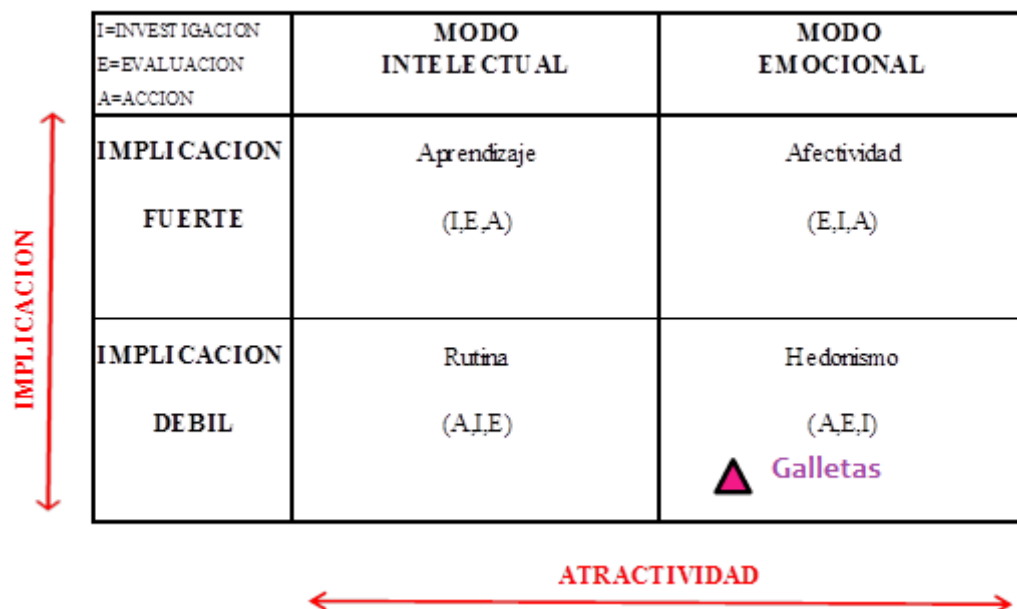 I=INVESTIGACION
E=EVALUACION
A=ACCION
MODO
INTELECTUAL
MODO
EMOCIONAL
IMPLICACION
FUERTE
Aprendizaje
(I,E,A)
Afectividad
(E,I,A)
IMPLICACION
DEBIL
Rutina
(A,I,E)
Hedonismo
(A,E,I)
Galletas
IMPLICACION
ATRACTIVIDAD